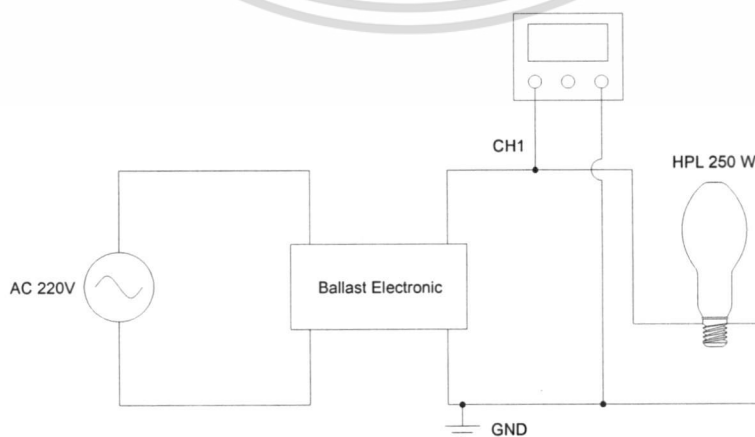 CH1
HPL 250 W
AC 220V
Ballast Electronic
GND